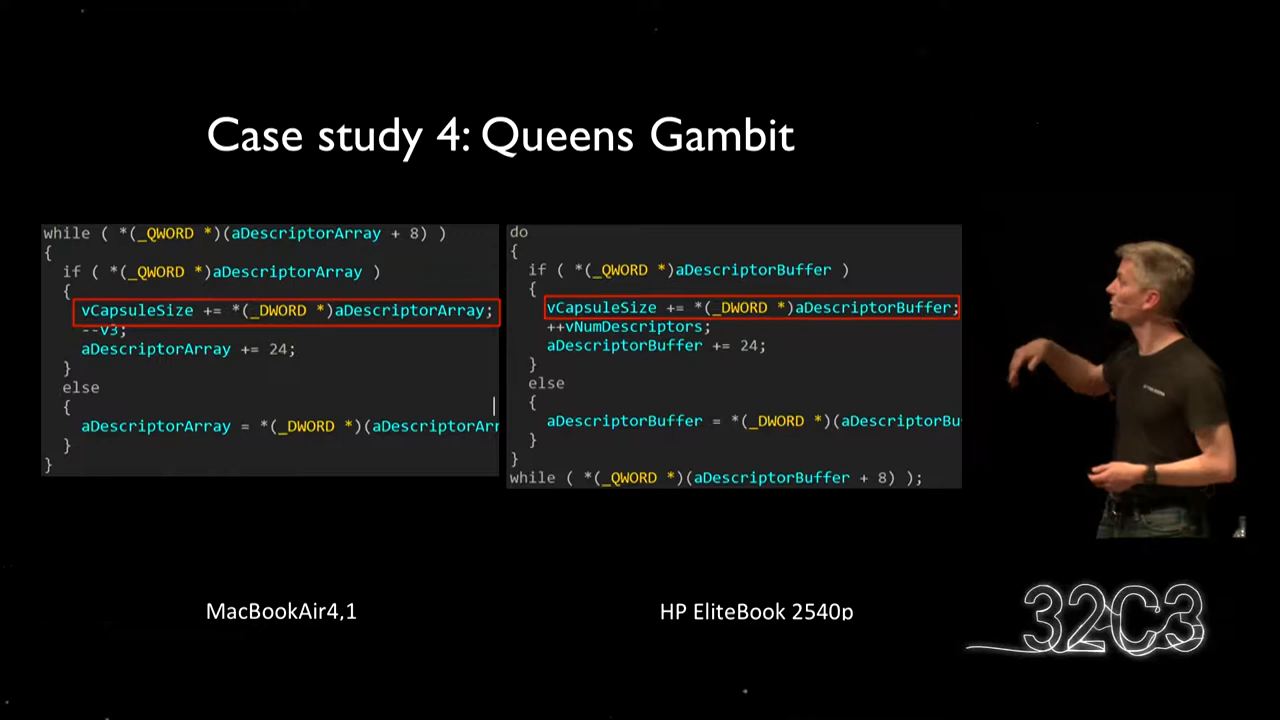 Case study 4: Queens Gambit
while ( *(_QWORD *)(aDescriptorArray + 8) )
{
if ( *(_QWORD *)aDescriptorArray )
{
vCapsuleSize += *(_DWORD *)aDescriptorArray;
--v3;
aDescriptorArray += 24;
}
else
{
aDescriptorArray = *(_DWORD *)(aDescriptorArr
}
}
do
{
if ( *(_QWORD *)aDescriptorBuffer )
{
vCapsuleSize += *(_DWORD *)aDescriptorBuffer;
++vNumDescriptors;
aDescriptorBuffer += 24;
}
else
{
aDescriptorBuffer = *(_DWORD *)(aDescriptorBu
}
}
while ( *(_QWORD *)(aDescriptorBuffer + 8) );
MacBookAir4,1
HP EliteBook 2540p
32C3